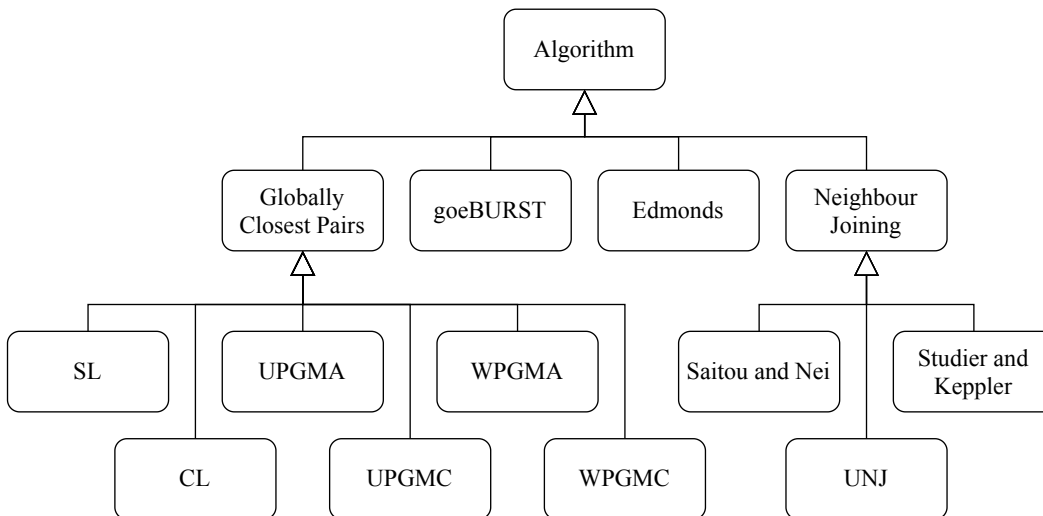 Algorithm
Globally
Closest Pairs
goeBURST
Edmonds
Neighbour
Joining
SL
UPGMA
WPGMA
Saitou and Nei
Studier and
Keppler
CL
UPGMC
WPGMC
UNJ